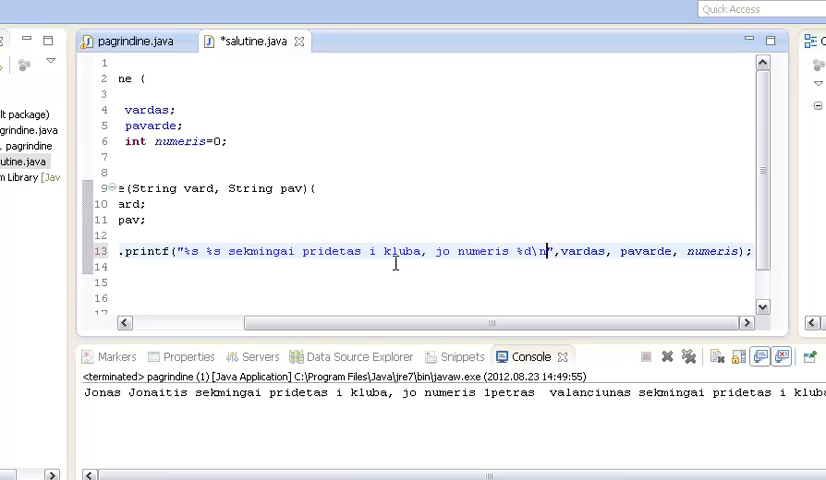 Quick Access
pagrindine.java
*salutine.java
1
2 ne {
3
4 vardas;
5 pavarde;
6 int numeris=0;
7
8
9 e(String vard, String pav){
10 ard;
11 pav;
12
13 .printf("%s %s sekmingai pridetas i kluba, jo numeris %d\n",vardas, pavarde, numeris);
14
15
16
17
lt package)
grindine.java
. pagrindine
utine.java
m Library [Jav
Markers
Properties
Servers
Data Source Explorer
Snippets
Console
<terminated> pagrindine (1) [Java Application] C:\Program Files\Java\jre7\bin\javaw.exe (2012.08.23 14:49:55)
Jonas Jonaitis sekmingai pridetas i kluba, jo numeris 1petras  valanciunas sekmingai pridetas i kluba